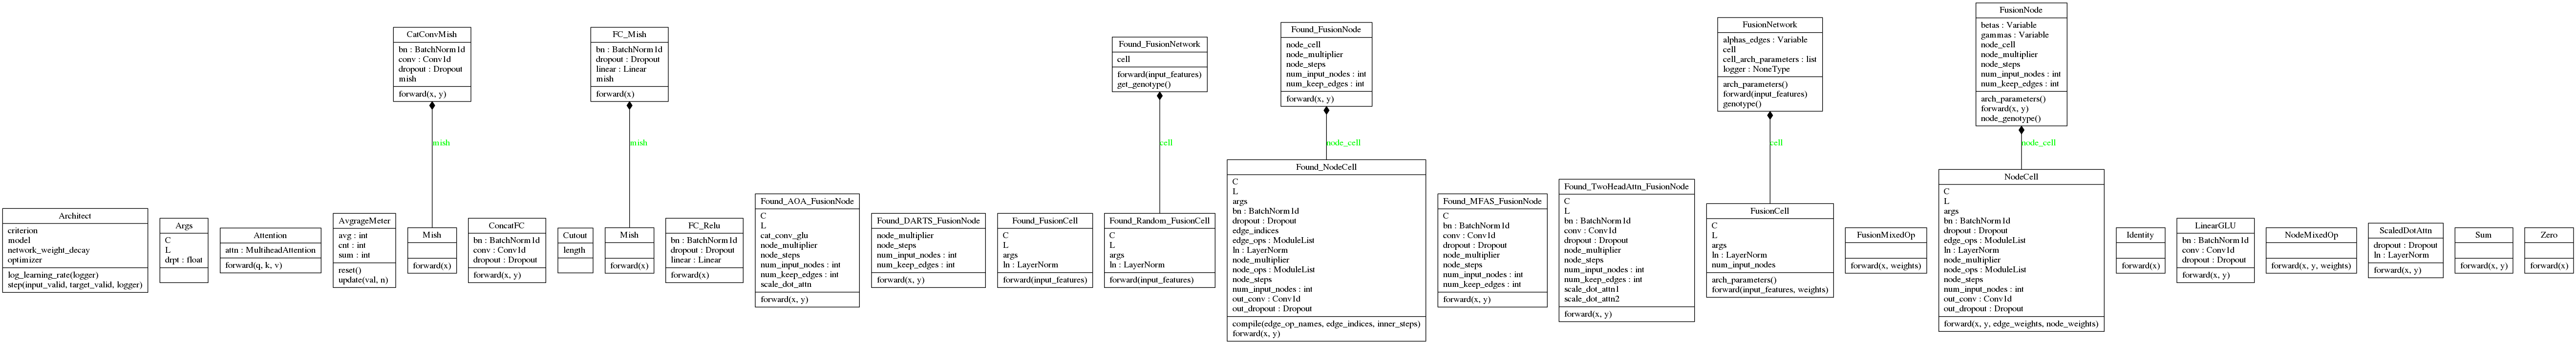 CatConvMish
bn : BatchNorm1d
conv : Conv1d
dropout : Dropout
mish
forward(x, y)
FC_Mish
bn : BatchNorm1d
dropout : Dropout
linear : Linear
mish
forward(x)
Found_FusionNetwork
cell
forward(input_features)
get_genotype()
Found_FusionNode
node_cell
node_multiplier
node_steps
num_input_nodes : int
num_keep_edges : int
forward(x, y)
FusionNetwork
alphas_edges : Variable
cell
cell_arch_parameters : list
logger : NoneType
arch_parameters()
forward(input_features)
genotype()
FusionNode
betas : Variable
gammas : Variable
node_cell
node_multiplier
node_steps
num_input_nodes : int
num_keep_edges : int
arch_parameters()
forward(x, y)
node_genotype()
mish
mish
cell
node_cell
cell
node_cell
Architect
criterion
model
network_weight_decay
optimizer
log_learning_rate(logger)
step(input_valid, target_valid, logger)
Args
C
L
drpt : float
Attention
attn : MultiheadAttention
forward(q, k, v)
AvgrageMeter
avg : int
cnt : int
sum : int
reset()
update(val, n)
Mish
forward(x)
ConcatFC
bn : BatchNorm1d
conv : Conv1d
dropout : Dropout
forward(x, y)
Cutout
length
Mish
forward(x)
FC_Relu
bn : BatchNorm1d
dropout : Dropout
linear : Linear
forward(x)
Found_AOA_FusionNode
C
L
cat_conv_glu
node_multiplier
node_steps
num_input_nodes : int
num_keep_edges : int
scale_dot_attn
forward(x, y)
Found_DARTS_FusionNode
node_multiplier
node_steps
num_input_nodes : int
num_keep_edges : int
forward(x, y)
Found_FusionCell
C
L
args
ln : LayerNorm
forward(input_features)
Found_Random_FusionCell
C
L
args
ln : LayerNorm
forward(input_features)
Found_NodeCell
C
L
args
bn : BatchNorm1d
dropout : Dropout
edge_indices
edge_ops : ModuleList
ln : LayerNorm
node_multiplier
node_ops : ModuleList
node_steps
num_input_nodes : int
out_conv : Conv1d
out_dropout : Dropout
compile(edge_op_names, edge_indices, inner_steps)
forward(x, y)
Found_MFAS_FusionNode
C
bn : BatchNorm1d
conv : Conv1d
dropout : Dropout
node_multiplier
node_steps
num_input_nodes : int
num_keep_edges : int
forward(x, y)
Found_TwoHeadAttn_FusionNode
C
L
bn : BatchNorm1d
conv : Conv1d
dropout : Dropout
node_multiplier
node_steps
num_input_nodes : int
num_keep_edges : int
scale_dot_attn1
scale_dot_attn2
forward(x, y)
FusionCell
C
L
args
ln : LayerNorm
num_input_nodes
arch_parameters()
forward(input_features, weights)
FusionMixedOp
forward(x, weights)
NodeCell
C
L
args
bn : BatchNorm1d
dropout : Dropout
edge_ops : ModuleList
ln : LayerNorm
node_multiplier
node_ops : ModuleList
node_steps
num_input_nodes : int
out_conv : Conv1d
out_dropout : Dropout
forward(x, y, edge_weights, node_weights)
Identity
forward(x)
LinearGLU
bn : BatchNorm1d
conv : Conv1d
dropout : Dropout
forward(x, y)
NodeMixedOp
forward(x, y, weights)
ScaledDotAttn
dropout : Dropout
ln : LayerNorm
forward(x, y)
Sum
forward(x, y)
Zero
forward(x)